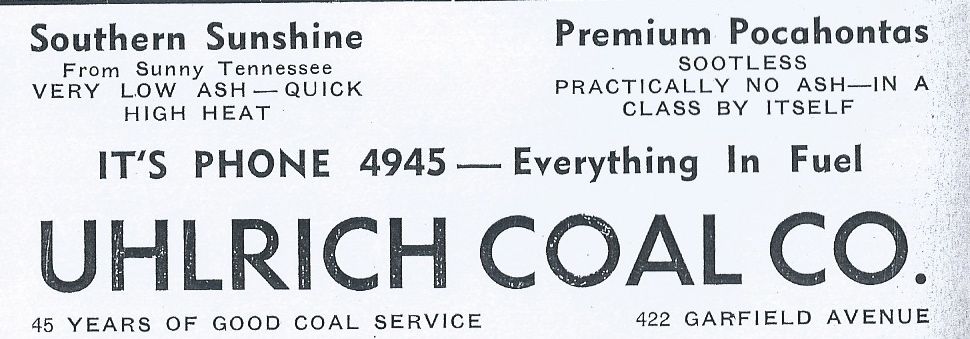 Southern Sunshine
From Sunny Tennessee
VERY LOW ASH — QUICK
HIGH HEAT
Premium Pocahontas
SOOTLESS
PRACTICALLY NO ASH—IN A
CLASS BY ITSELF
IT'S PHONE 4945 — Everything In Fuel
UHLRICH COAL CO.
45 YEARS OF GOOD COAL SERVICE
422 GARFIELD AVENUE